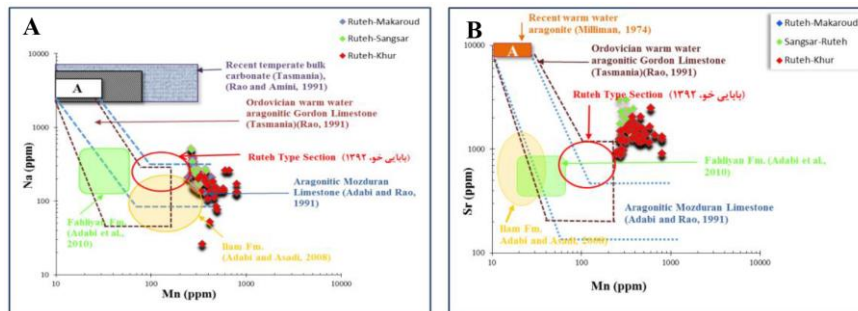 A
Ruteh-Makaroud
Ruteh-Sangsar
Ruteh-Khur
Recent temperate bulk
carbonate (Tasmania),
(Rao and Amini, 1991)
A
Ordovician warm water
aragonitic Gordon Limestone
(Tasmania)(Rao, 1991)
Ruteh Type Section (بابایی خو، ۱۳۹۲)
Aragonitic Mozduran
Limestone (Adabi and Rao,
1991)
Fahliyan Fm.
(Adabi et al.,
2010)
Ilam Fm.
(Adabi and Asadi, 2008)
Na (ppm)
10000
1000
100
10
10 100 1000 10000
Mn (ppm)
B
Recent warm water
aragonite (Milliman, 1974)
Ruteh-Makaroud
Sangsar-Ruteh
Ruteh-Khur
A
Ordovician warm water
aragonitic Gordon Limestone
(Tasmania)(Rao, 1991)
Ruteh Type Section (بابایی خو، ۱۳۹۲)
Fahliyan Fm. (Adabi et al.,
2010)
Aragonitic Mozduran
Limestone (Adabi and Rao,
1991)
Ilam Fm.
Adabi and Asadi, 2008)
Sr (ppm)
10000
1000
100
10 100 1000 10000
Mn (ppm)